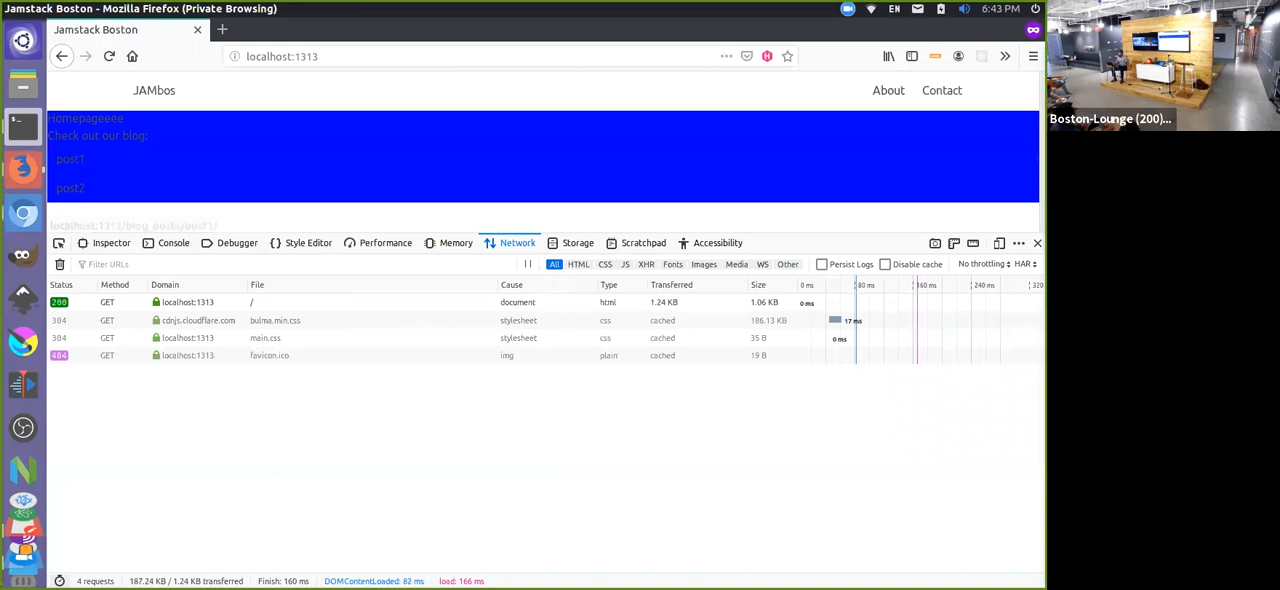 Jamstack Boston - Mozilla Firefox (Private Browsing)
EN
6:43 PM
Jamstack Boston
localhost:1313
JAMbos
About
Contact
Homepageeee
Check out our blog:
post1
post2
localhost:1313/blog_posts/post1/
Inspector
Console
Debugger
Style Editor
Performance
Memory
Network
Storage
Scratchpad
Accessibility
Filter URLs
All HTML CSS JS XHR Fonts Images Media WS Other
Persist Logs
Disable cache
No throttling
HAR
Status Method Domain File Cause Type Transferred Size 0 ms 80 ms 160 ms 240 ms 320
200 GET localhost:1313 / document html 1.24 KB 1.06 KB 0 ms
304 GET cdnjs.cloudflare.com bulma.min.css stylesheet css cached 186.13 KB 17 ms
304 GET localhost:1313 main.css stylesheet css cached 35 B 0 ms
404 GET localhost:1313 favicon.ico img plain cached 19 B
4 requests 187.24 KB / 1.24 KB transferred Finish: 160 ms DOMContentLoaded: 82 ms load: 166 ms
Boston-Lounge (200)...